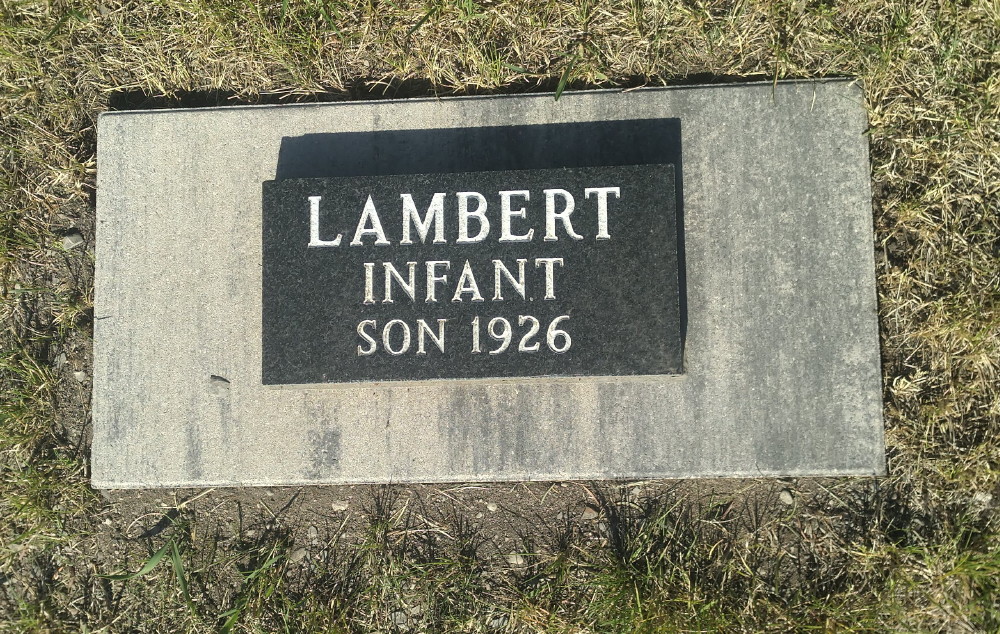 LAMBERT
INFANT
SON 1926